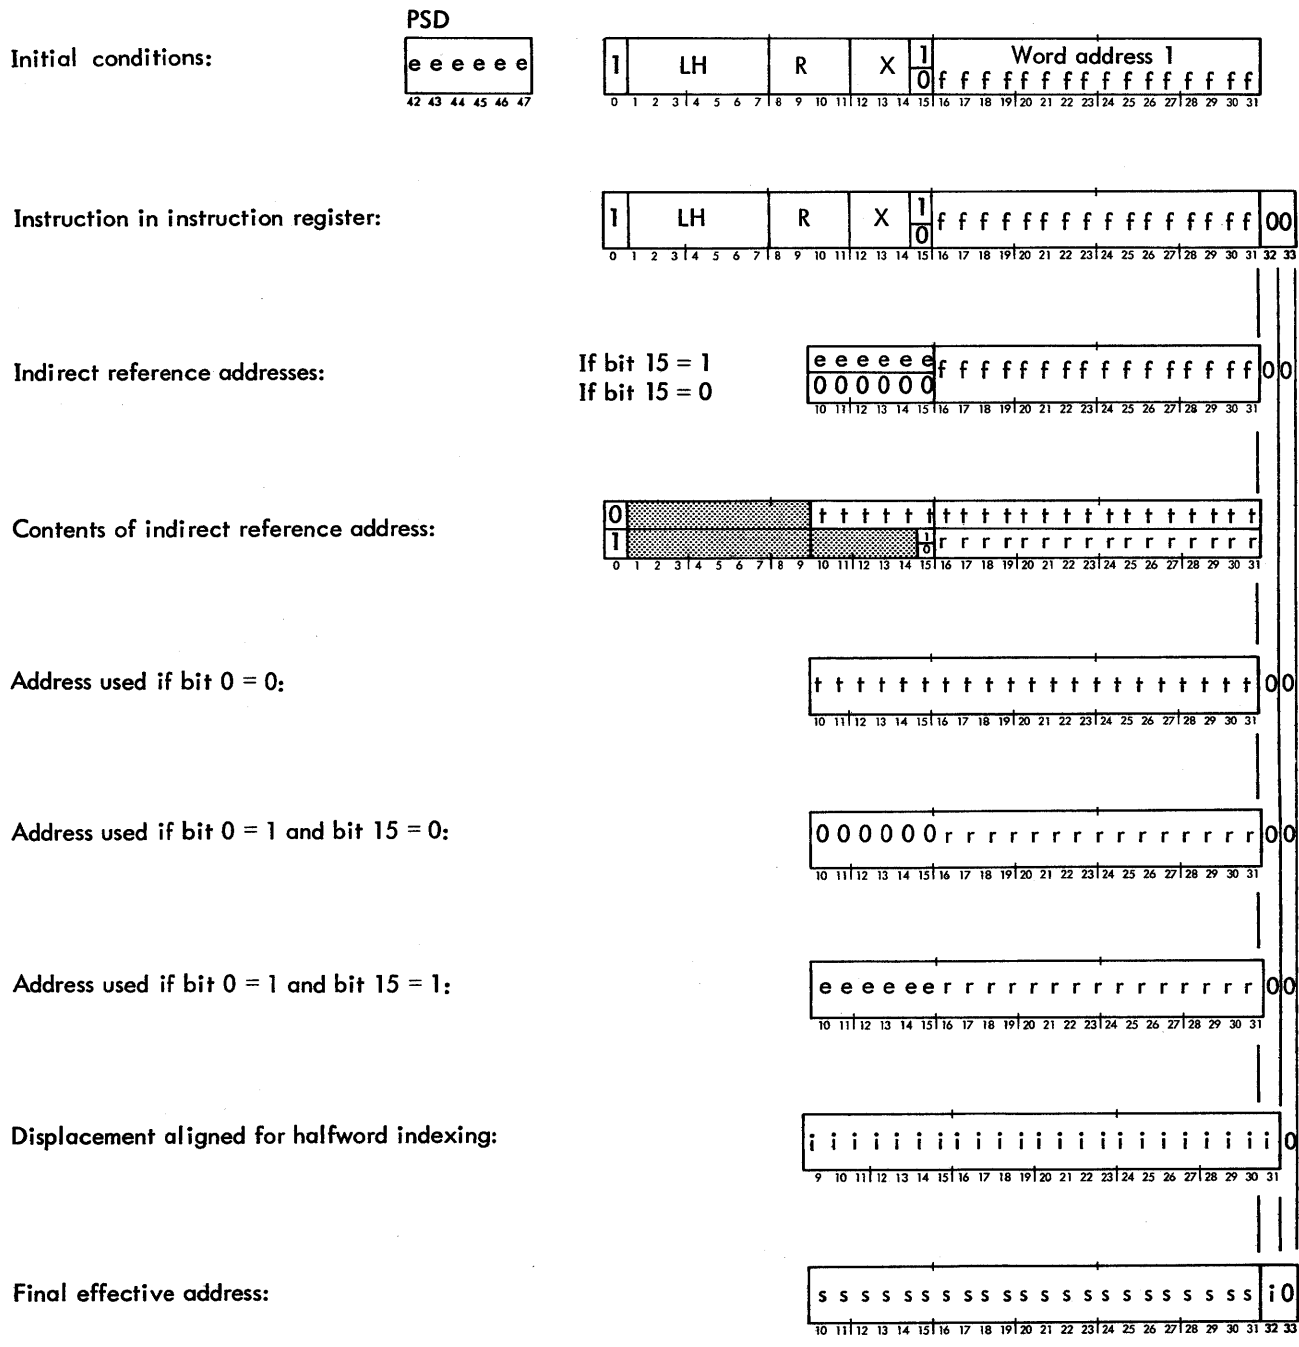 PSD
Initial conditions:
e e e e e e
1 LH R X 1 Word address 1
0 f f f f f f f f f f f f f f f f
42 43 44 45 46 47
0 1 2 3 4 5 6 7 8 9 10 11 12 13 14 15 16 17 18 19 20 21 22 23 24 25 26 27 28 29 30 31
Instruction in instruction register:
1 LH R X 1 f f f f f f f f f f f f f f f f 00
0
0 1 2 3 4 5 6 7 8 9 10 11 12 13 14 15 16 17 18 19 20 21 22 23 24 25 26 27 28 29 30 31 32 33
Indirect reference addresses:
If bit 15 = 1
e e e e e e f f f f f f f f f f f f f f f f 0 0
If bit 15 = 0
0 0 0 0 0 0
10 11 12 13 14 15 16 17 18 19 20 21 22 23 24 25 26 27 28 29 30 31
Contents of indirect reference address:
0 t t t t t t t t t t t t t t t t t t t t t t
1 1 0 r r r r r r r r r r r r r r r r
0 1 2 3 4 5 6 7 8 9 10 11 12 13 14 15 16 17 18 19 20 21 22 23 24 25 26 27 28 29 30 31
Address used if bit 0 = 0:
t t t t t t t t t t t t t t t t t t t t t t 0 0
10 11 12 13 14 15 16 17 18 19 20 21 22 23 24 25 26 27 28 29 30 31
Address used if bit 0 = 1 and bit 15 = 0:
0 0 0 0 0 0 r r r r r r r r r r r r r r r r 0 0
10 11 12 13 14 15 16 17 18 19 20 21 22 23 24 25 26 27 28 29 30 31
Address used if bit 0 = 1 and bit 15 = 1:
e e e e e e r r r r r r r r r r r r r r r r 0 0
10 11 12 13 14 15 16 17 18 19 20 21 22 23 24 25 26 27 28 29 30 31
Displacement aligned for halfword indexing:
i i i i i i i i i i i i i i i i i i i i i i i 0
9 10 11 12 13 14 15 16 17 18 19 20 21 22 23 24 25 26 27 28 29 30 31
Final effective address:
s s s s s s s s s s s s s s s s s s s s s s i 0
10 11 12 13 14 15 16 17 18 19 20 21 22 23 24 25 26 27 28 29 30 31 32 33